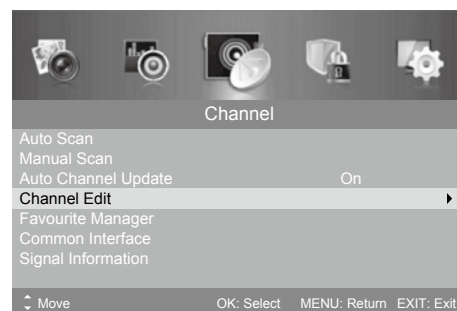 Channel
Auto Scan
Manual Scan
Auto Channel Update On
Channel Edit
Favourite Manager
Common Interface
Signal Information
Move OK: Select MENU: Return EXIT: Exit